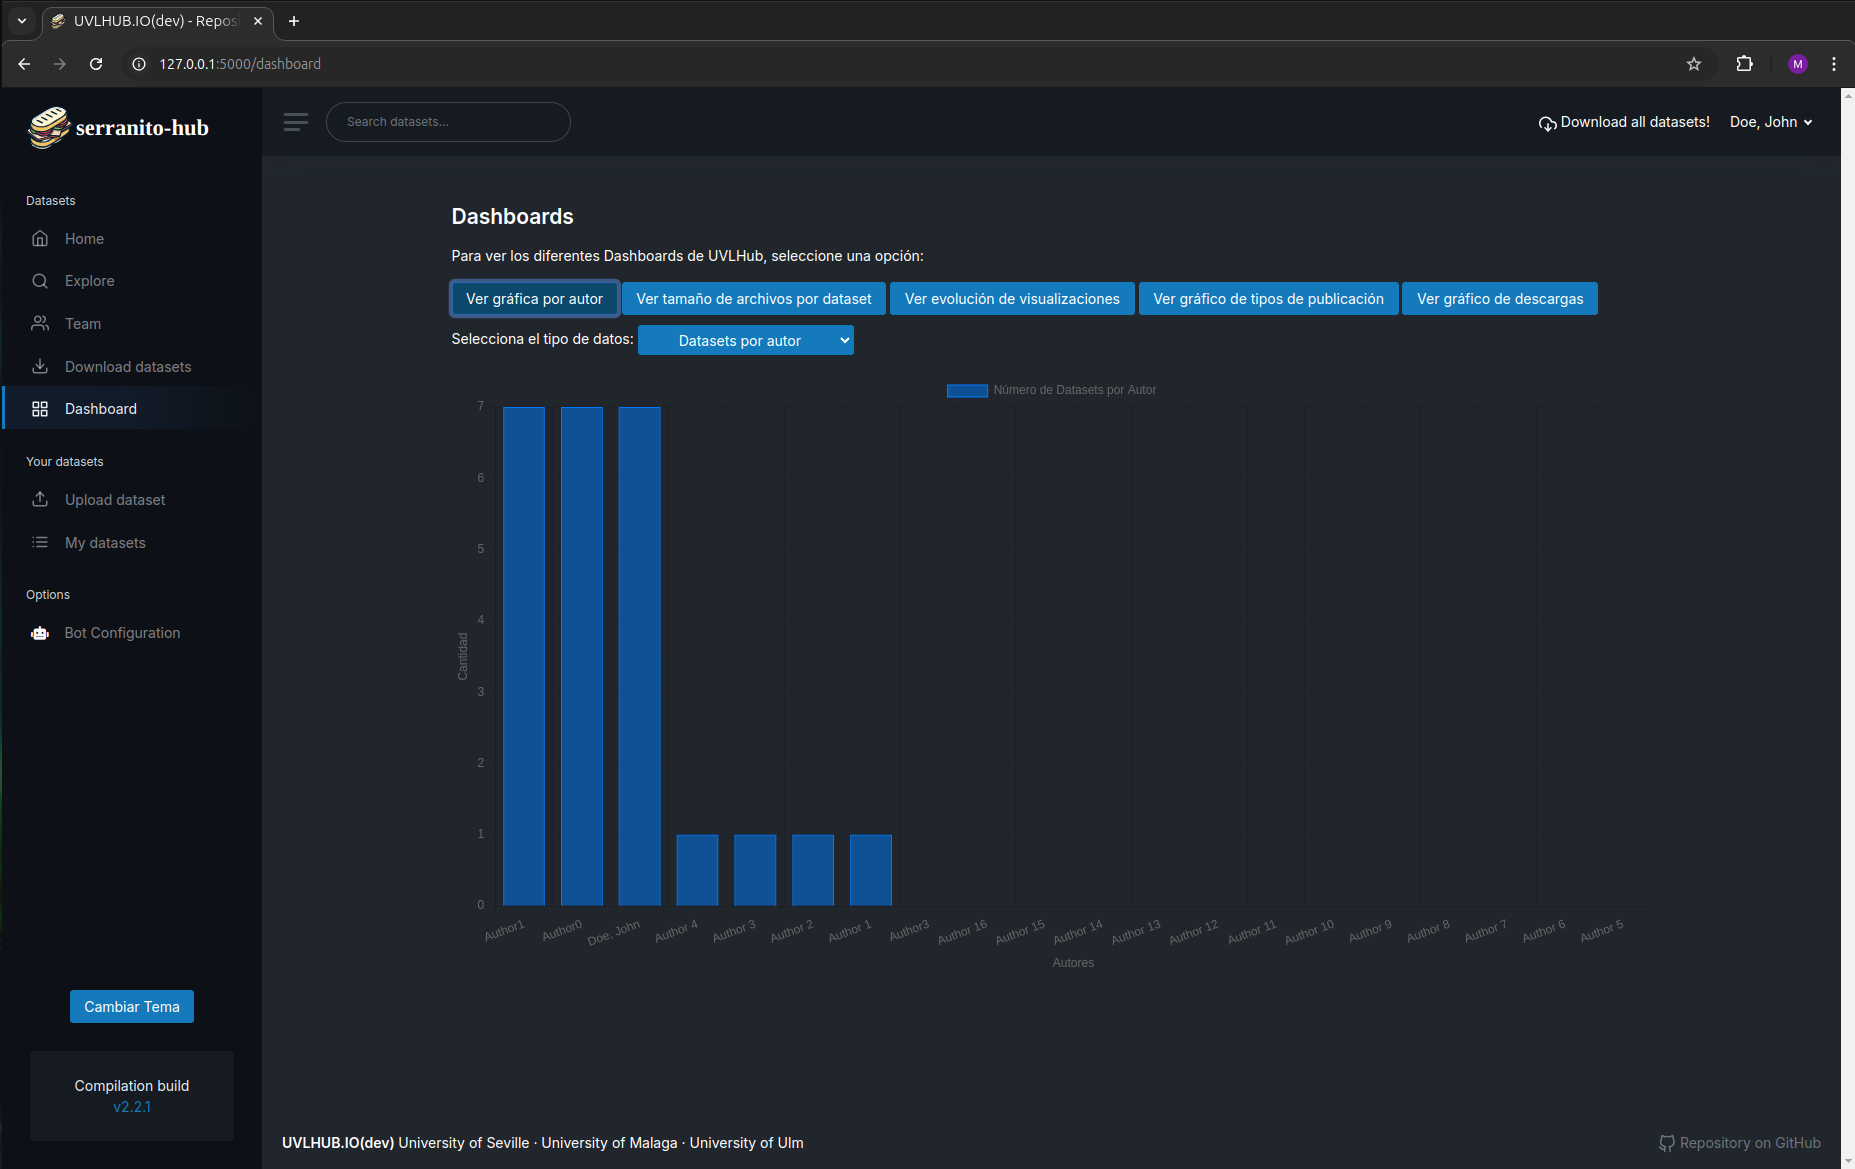 UVLHUB.IO(dev) - Reposi
127.0.0.1:5000/dashboard
M
serranito-hub
Search datasets...
Download all datasets!
Doe, John
Datasets
Home
Explore
Team
Download datasets
Dashboard
Your datasets
Upload dataset
My datasets
Options
Bot Configuration
Cambiar Tema
Compilation build
v2.2.1
Dashboards
Para ver los diferentes Dashboards de UVLHub, seleccione una opción:
Ver gráfica por autor
Ver tamaño de archivos por dataset
Ver evolución de visualizaciones
Ver gráfico de tipos de publicación
Ver gráfico de descargas
Selecciona el tipo de datos: Datasets por autor
Número de Datasets por Autor
7
6
5
4
3
2
1
0
Cantidad
Author1
Author0
Doe, John
Author 4
Author 3
Author 2
Author 1
Author3
Author 16
Author 15
Author 14
Author 13
Author 12
Author 11
Author 10
Author 9
Author 8
Author 7
Author 6
Author 5
Autores
UVLHUB.IO(dev) University of Seville · University of Malaga · University of Ulm
Repository on GitHub